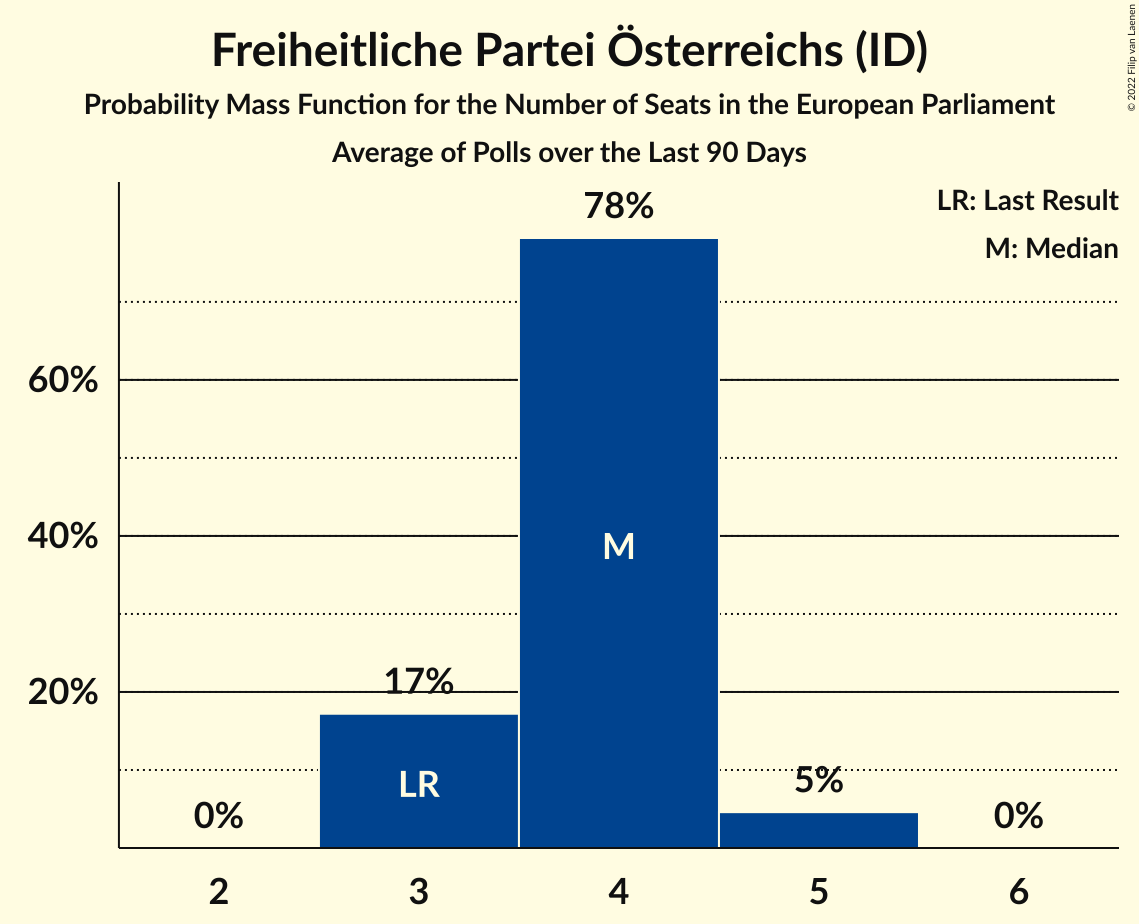 Freiheitliche Partei Österreichs (ID)
Probability Mass Function for the Number of Seats in the European Parliament
Average of Polls over the Last 90 Days
© 2022 Filip van Laenen
LR: Last Result
M: Median
78%
60%
40%
M
20%
17%
LR
5%
0%
0%
2 3 4 5 6